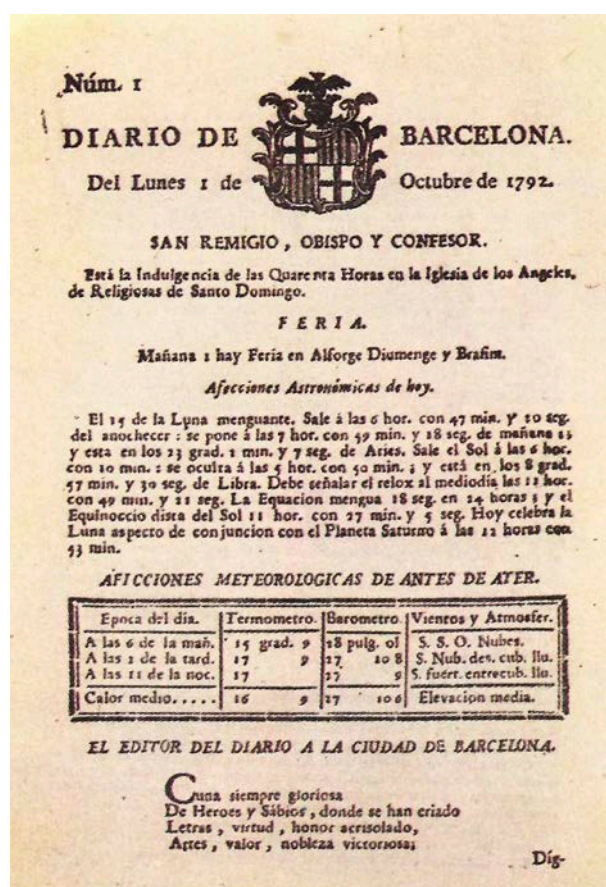 Núm. 1
DIARIO DE BARCELONA.
Del Lunes 1 de Octubre de 1792.
SAN REMIGIO, OBISPO Y CONFESOR.
Está la Indulgencia de las Quarenta Horas en la Iglesia de los Angeles,
de Religiosas de Santo Domingo.
FERIA.
Mañana 1 hay Feria en Alforge Diumenge y Brafim.
Afecciones Astronómicas de hoy.
El 15 de la Luna menguante. Sale á las 6 hor. con 47 min. y 10 seg.
del anochecer: se pone á las 7 hor. con 59 min. y 18 seg. de mañana
y esta en los 23 grad. 1 min. y 7 seg. de Aries. Sale el Sol á las 6 hor.
con 10 min.: se oculta á las 5 hor. con 50 min.; y está en los 8 grad.
57 min. y 30 seg. de Libra. Debe señalar el relox al mediodia las 11 hor.
con 49 min. y 21 seg. La Equacion mengua 18 seg. en 24 horas; y el
Equinoccio dista del Sol 11 hor. con 27 min. y 5 seg. Hoy celebra la
Luna aspecto de conjuncion con el Planeta Saturno á las 12 horas con
53 min.
AFICCIONES METEOROLOGICAS DE ANTES DE AYER.
Epoca del dia. Termometro. Barometro. Vientos y Atmosfer.
A las 6 de la mañ. 15 grad. 9 28 pulg. 01 S. S. O. Nubes.
A las 2 de la tard. 17 9 27 10 8 S. Nub. des. cub. llu.
A las 11 de la noc. 17 27 9 S. fuert. entrecub. llu.
Calor medio..... 16 9 27 10 6 Elevacion media.
EL EDITOR DEL DIARIO A LA CIUDAD DE BARCELONA.
Cuna siempre gloriosa
De Heroes y Sábios, donde se han criado
Letras, virtud, honor acrisolado,
Artes, valor, nobleza victoriosa;
Díg-